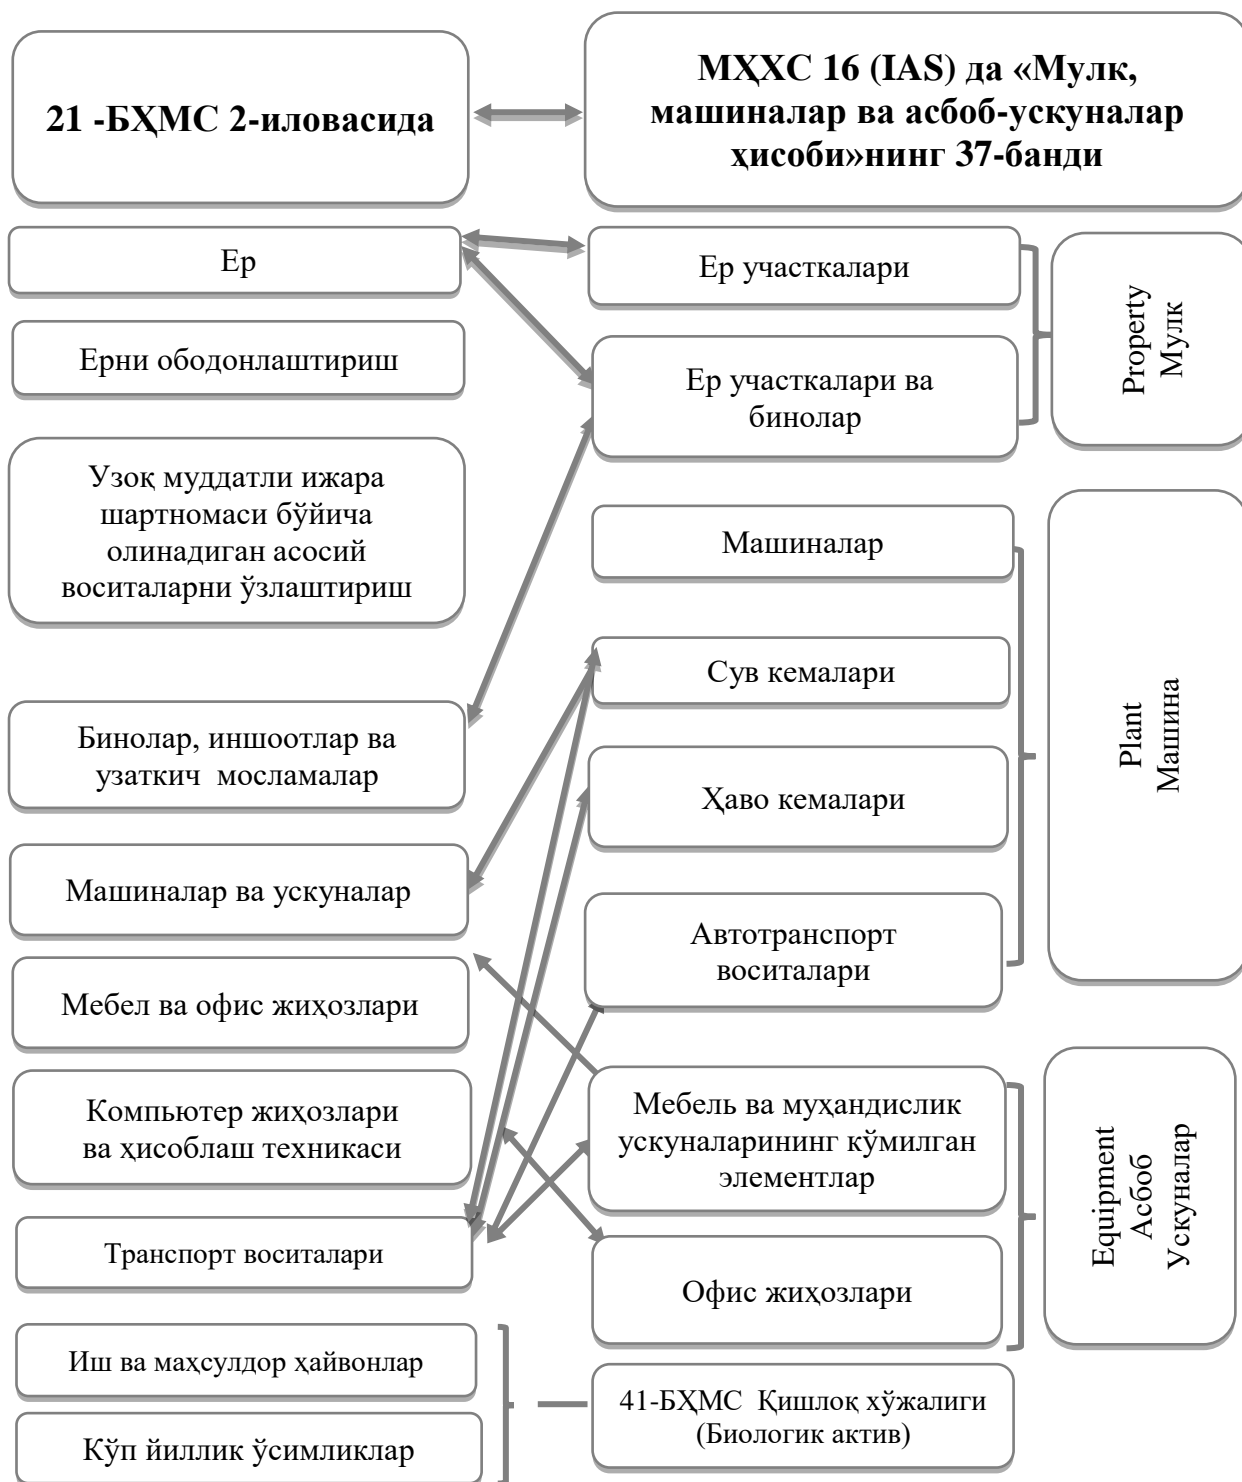 21 -БҲМС 2-иловасида
МҲХС 16 (IAS) да «Мулк,
машиналар ва асбоб-ускуналар
ҳисоби»нинг 37-банди
Ер
Ерни ободонлаштириш
Узоқ муддатли ижара
шартномаси бўйича
олинадиган асосий
воситаларни ўзлаштириш
Бинолар, иншоотлар ва
узаткич мосламалар
Машиналар ва ускуналар
Мебел ва офис жиҳозлари
Компьютер жиҳозлари
ва ҳисоблаш техникаси
Транспорт воситалари
Иш ва маҳсулдор ҳайвонлар
Кўп йиллик ўсимликлар
Ер участкалари
Ер участкалари ва
бинолар
Машиналар
Сув кемалари
Ҳаво кемалари
Автотранспорт
воситалари
Мебель ва муҳандислик
ускуналарининг кўмилган
элементлар
Офис жиҳозлари
41-БҲМС Қишлоқ хўжалиги
(Биологик актив)
Property
Мулк
Plant
Машина
Equipment
Асбоб
Ускуналар